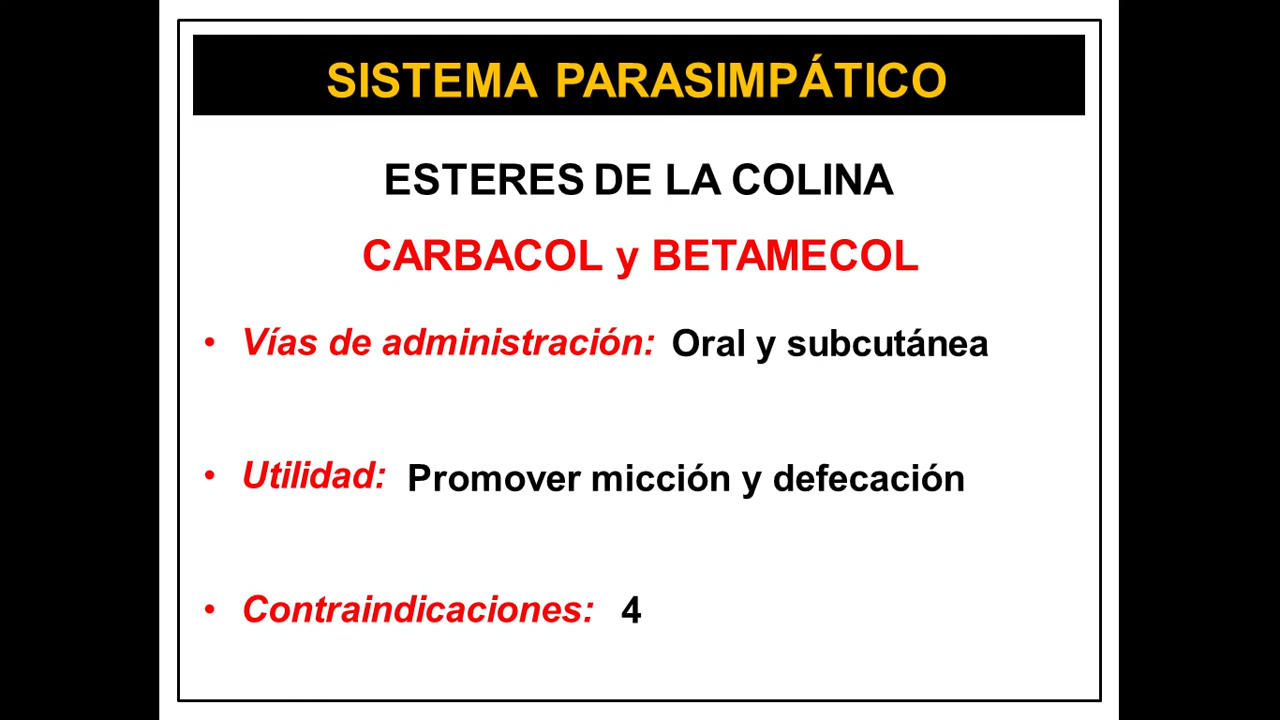 SISTEMA PARASIMPÁTICO
ESTERES DE LA COLINA
CARBACOL y BETAMECOL
• Vías de administración: Oral y subcutánea
• Utilidad: Promover micción y defecación
• Contraindicaciones: 4